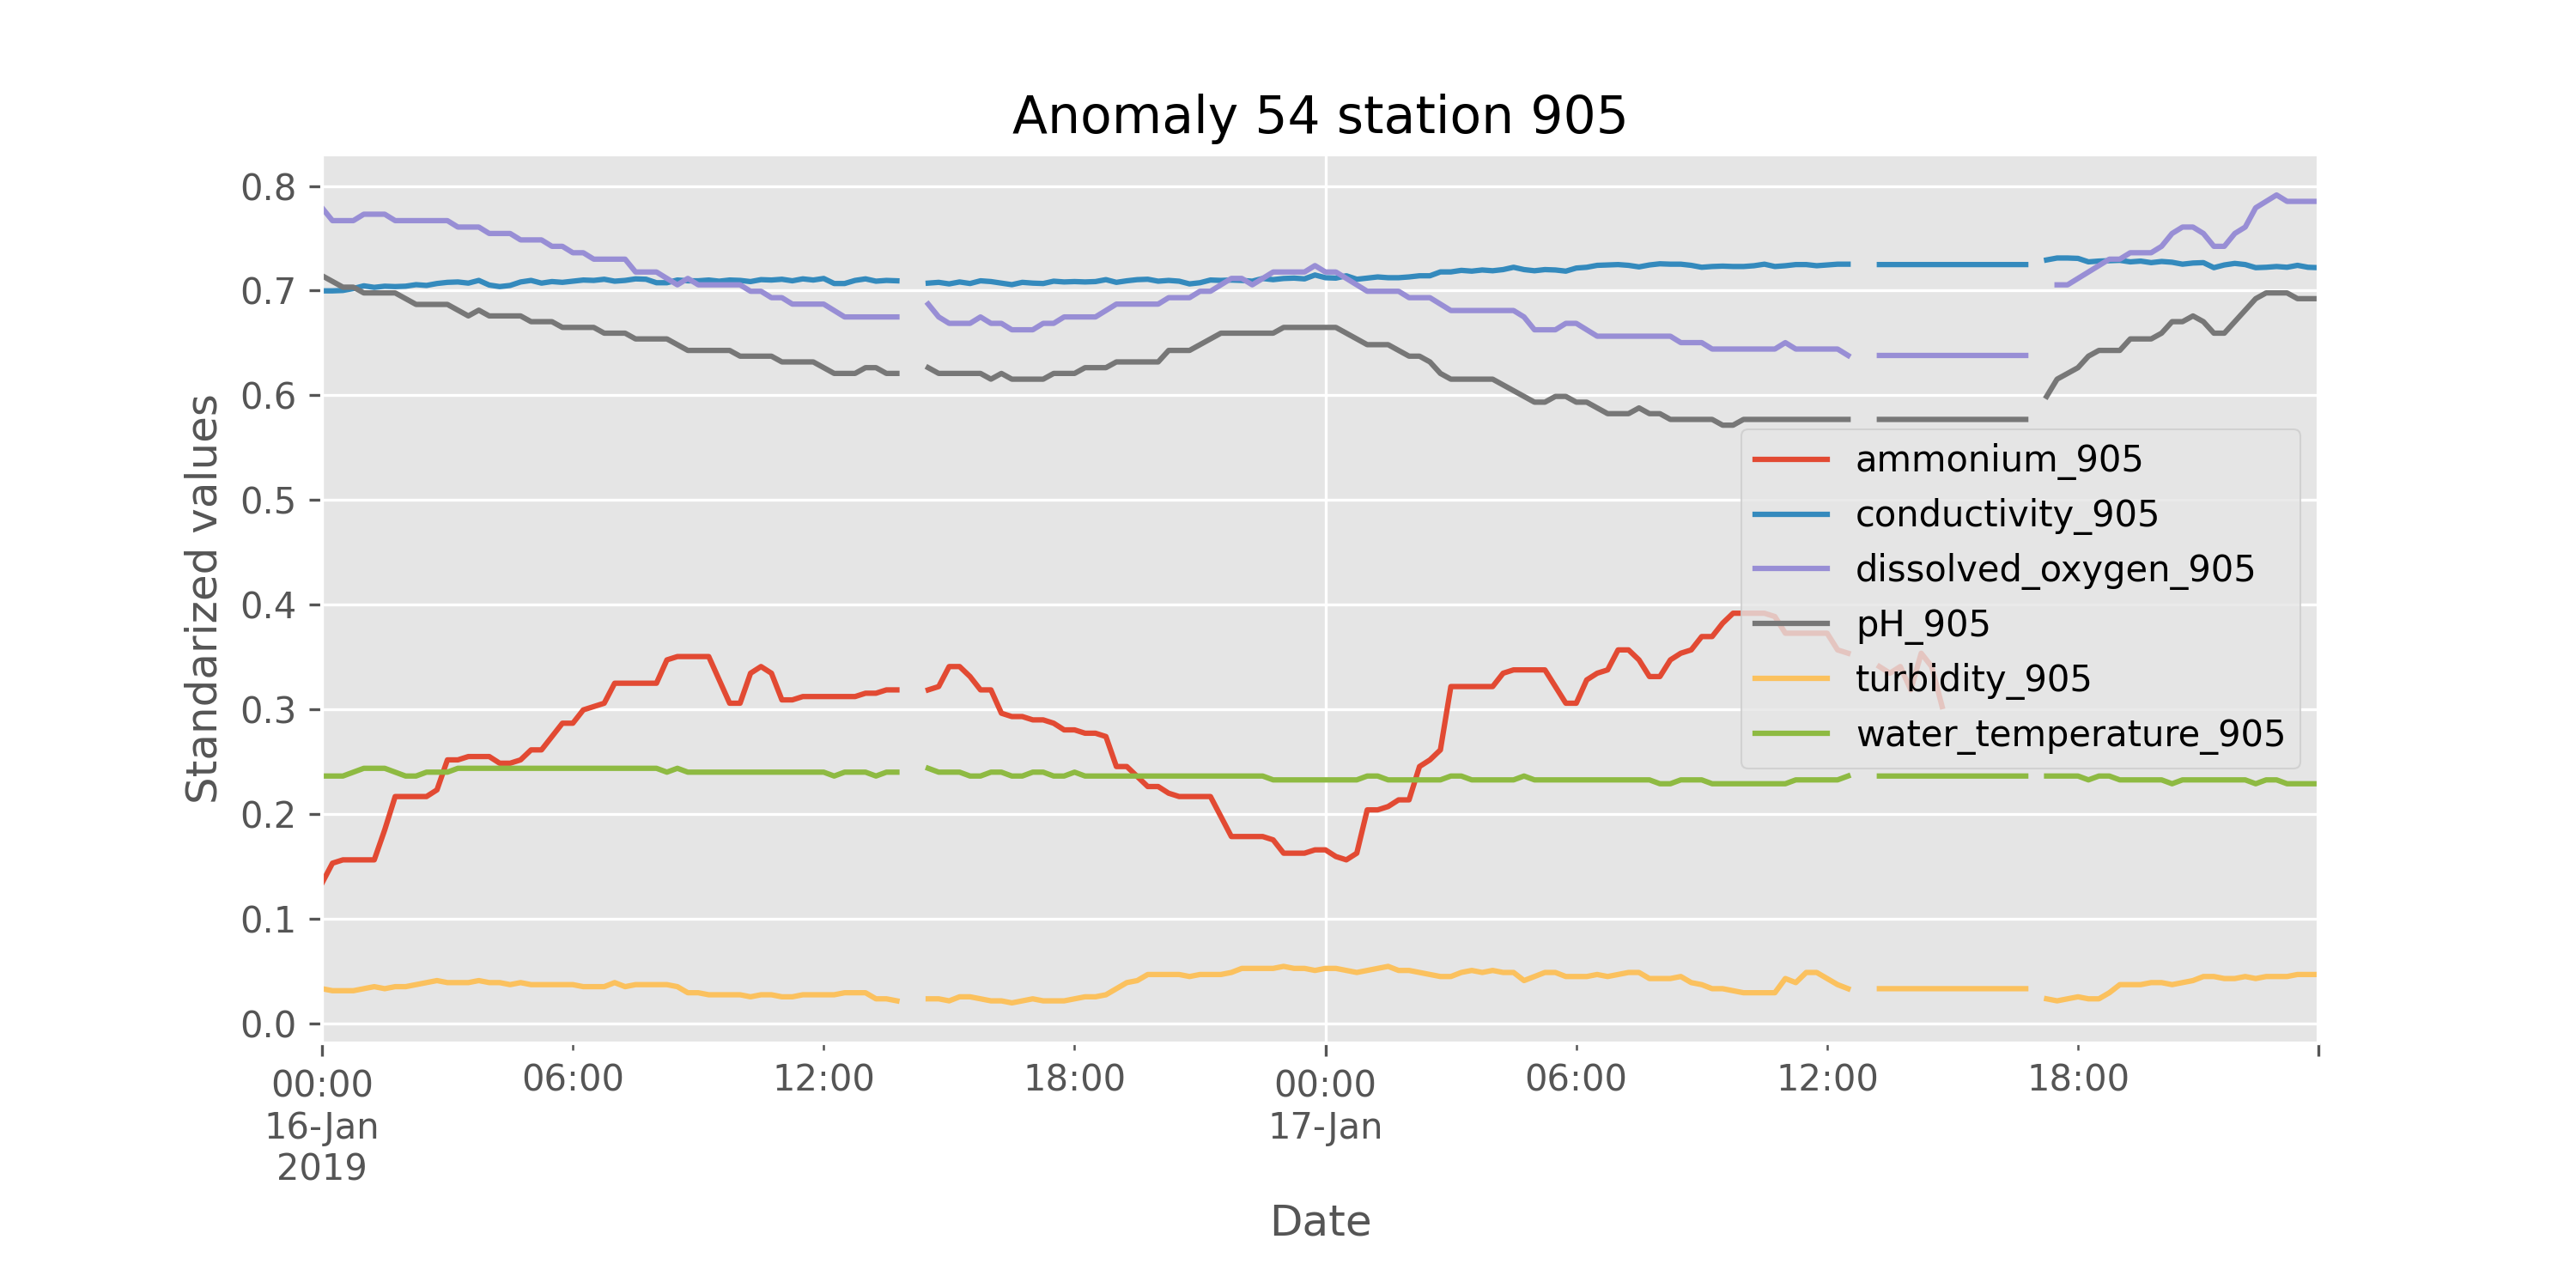 Anomaly 54 station 905
Standarized values
0.8
0.7
0.6
0.5
0.4
0.3
0.2
0.1
0.0
ammonium_905
conductivity_905
dissolved_oxygen_905
pH_905
turbidity_905
water_temperature_905
00:00 06:00 12:00 18:00 00:00 06:00 12:00 18:00
16-Jan 17-Jan
2019
Date